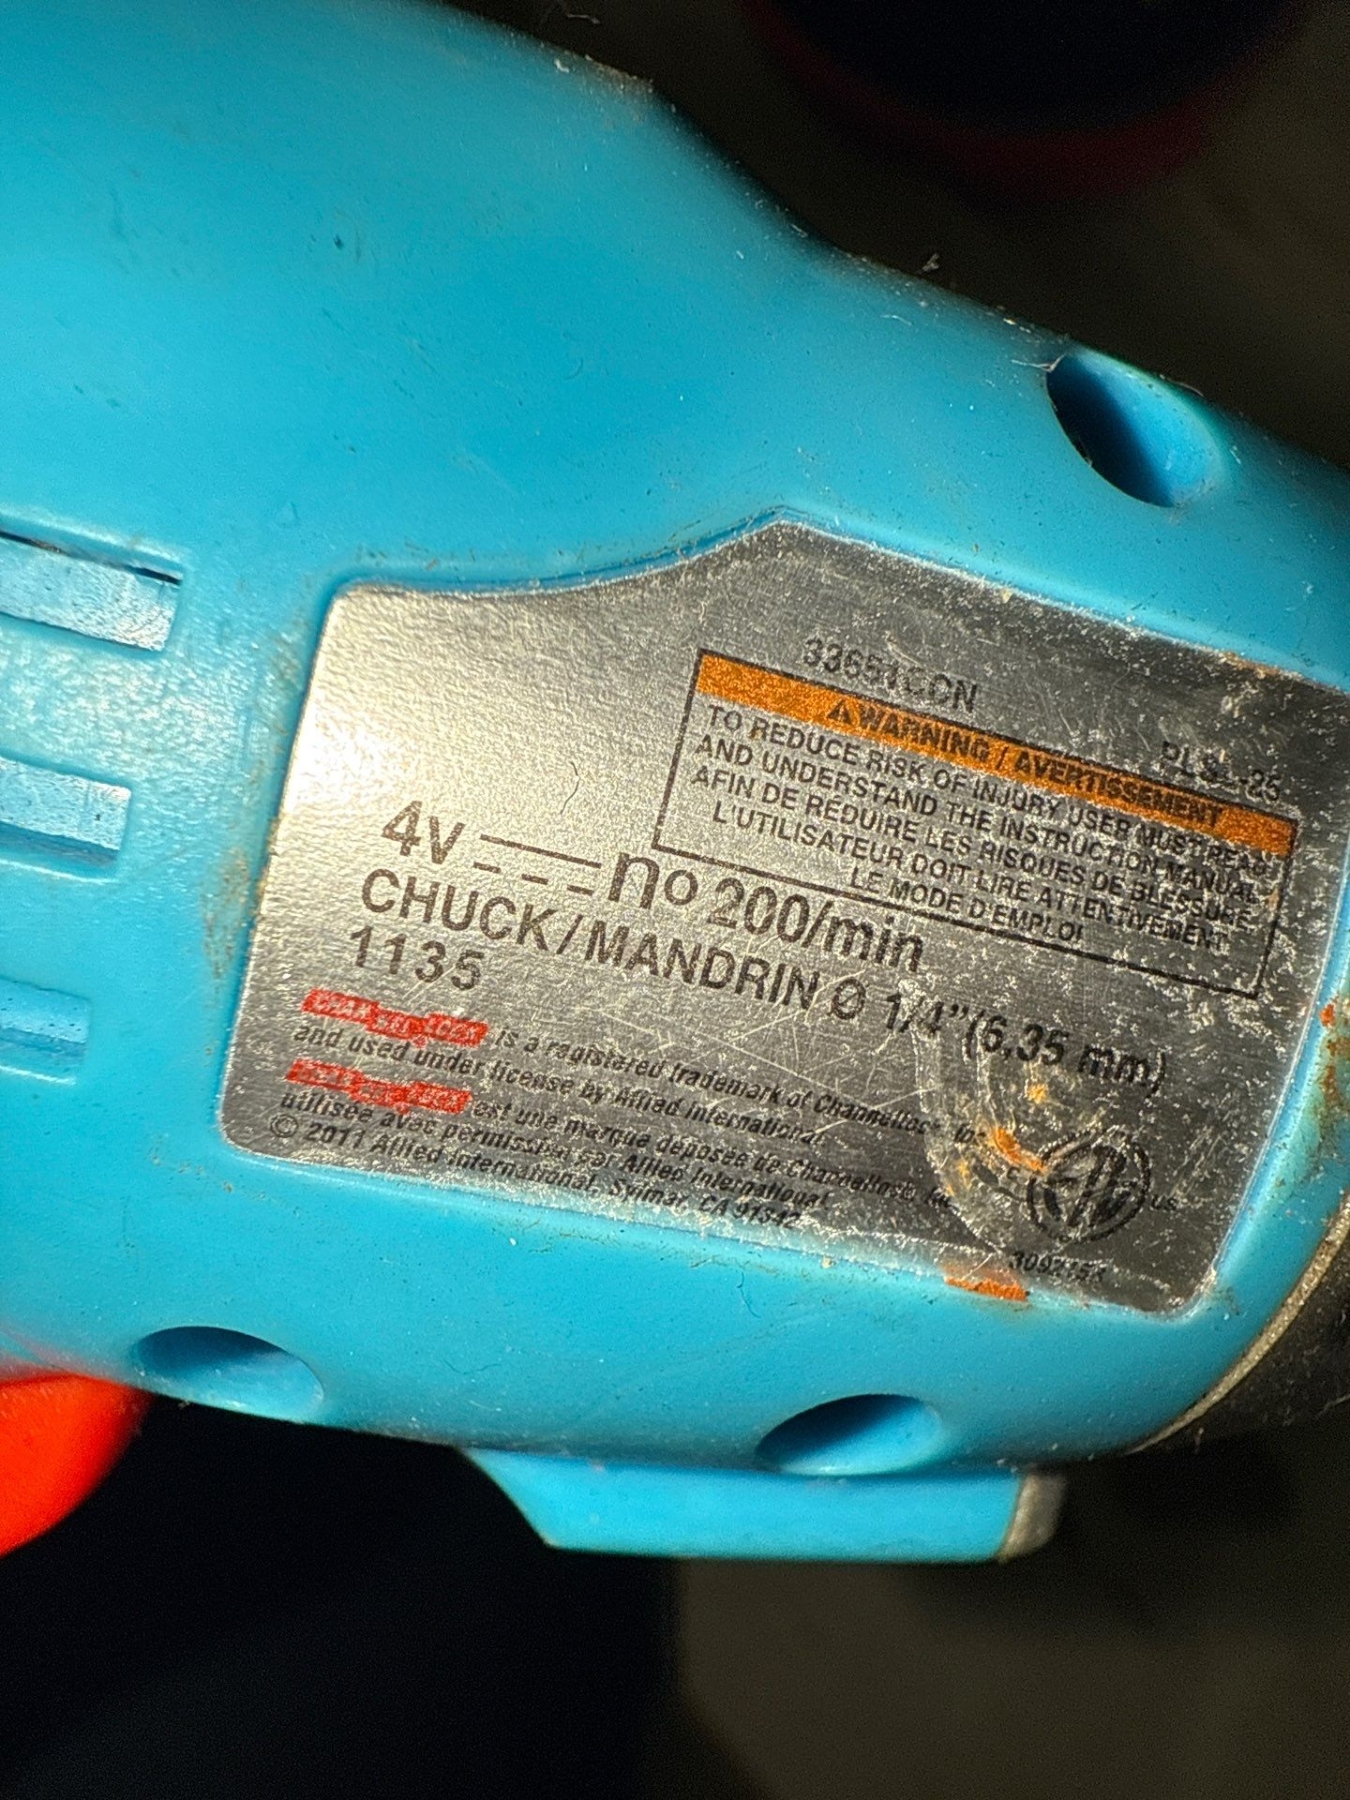 33651CCN
WARNING / AVERTISSEMENT
TO REDUCE RISK OF INJURY USER MUST READ
AND UNDERSTAND THE INSTRUCTION MANUAL
AFIN DE RÉDUIRE LES RISQUES DE BLESSURE
L'UTILISATEUR DOIT LIRE ATTENTIVEMENT
LE MODE D'EMPLOI
4V no 200/min
CHUCK/MANDRIN Ø 1/4"(6,35 mm)
1135
is a registered trademark of Channellock, Inc.
and used under license by Allied International
est une marque déposée de Channellock
utilisée avec permission par Allied International
© 2011 Allied International, Sylmar, CA 91342
US